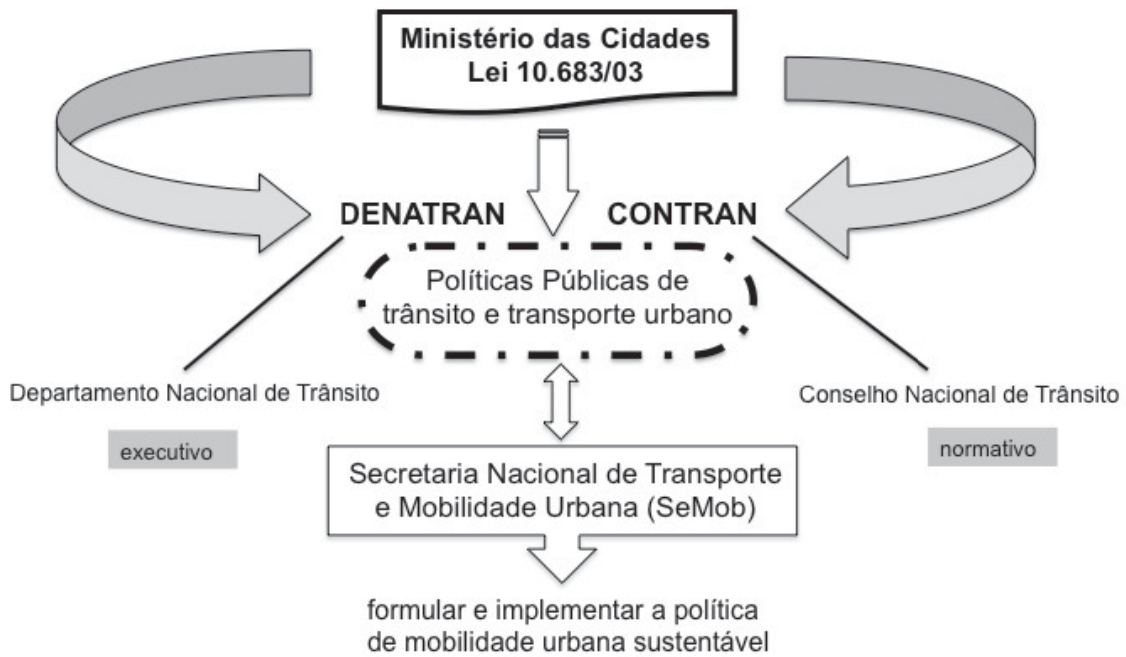 Ministério das Cidades
Lei 10.683/03
DENATRAN
CONTRAN
Políticas Públicas de
trânsito e transporte urbano
Departamento Nacional de Trânsito
executivo
Conselho Nacional de Trânsito
normativo
Secretaria Nacional de Transporte
e Mobilidade Urbana (SeMob)
formular e implementar a política
de mobilidade urbana sustentável